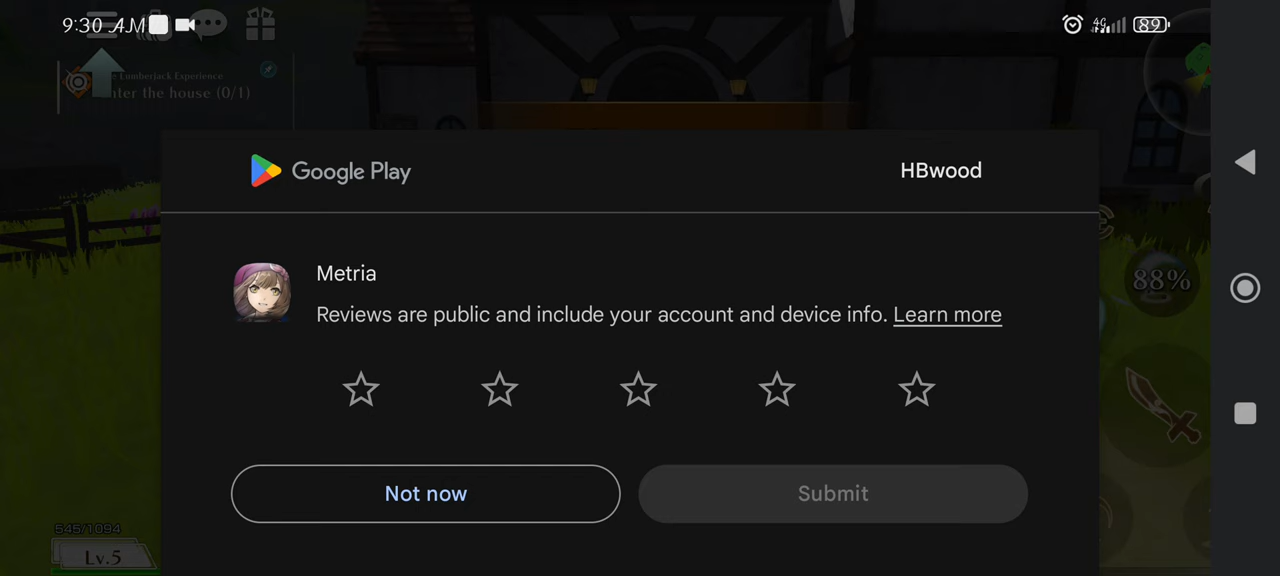 9:30 AM
4G
89
Lumberjack Experience
the house (0/1)
Google Play
HBwood
Metria
Reviews are public and include your account and device info. Learn more
88%
Not now
Submit
545/1094
Lv.5